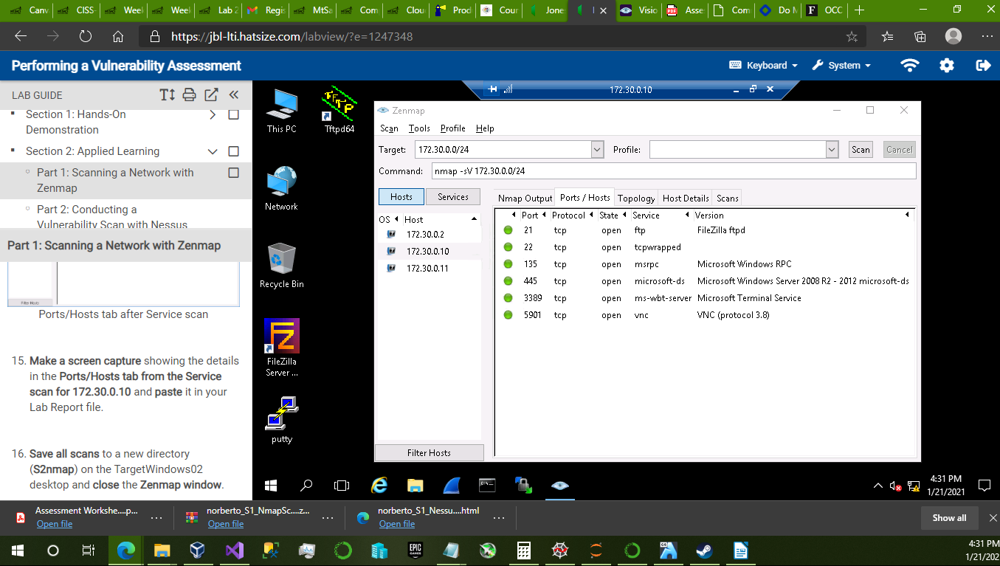 Canv
CISS-
Week
Week
Lab 2
Regis
MtSa
Com
Clou
Prod
Cour
Jone
Visio
Asse
Com
Do M
OCC
https://jbl-lti.hatsize.com/labview/?e=1247348
Performing a Vulnerability Assessment
Keyboard
System
LAB GUIDE
Section 1: Hands-On
Demonstration
Section 2: Applied Learning
Part 1: Scanning a Network with
Zenmap
Part 2: Conducting a
Vulnerability Scan with Nessus
Part 1: Scanning a Network with Zenmap
Filter Hosts
Ports/Hosts tab after Service scan
15. Make a screen capture showing the details
in the Ports/Hosts tab from the Service
scan for 172.30.0.10 and paste it in your
Lab Report file.
16. Save all scans to a new directory
(S2nmap) on the TargetWindows02
desktop and close the Zenmap window.
172.30.0.10
This PC
TFTP
Tftpd64
Network
Recycle Bin
FZ
FileZilla
Server ...
putty
Zenmap
Scan Tools Profile Help
Target: 172.30.0.0/24 Profile: Scan Cancel
Command: nmap -sV 172.30.0.0/24
Hosts Services
OS Host
172.30.0.2
172.30.0.10
172.30.0.11
Filter Hosts
Nmap Output Ports / Hosts Topology Host Details Scans
Port Protocol State Service Version
21 tcp open ftp FileZilla ftpd
22 tcp open tcpwrapped
135 tcp open msrpc Microsoft Windows RPC
445 tcp open microsoft-ds Microsoft Windows Server 2008 R2 - 2012 microsoft-ds
3389 tcp open ms-wbt-server Microsoft Terminal Service
5901 tcp open vnc VNC (protocol 3.8)
4:31 PM
1/21/2021
Assessment Workshe....p...
Open file
norberto_S1_NmapSc....z...
Open file
norberto_S1_Nessu....html
Open file
Show all
EPIC
GAMES
4:31 PM
1/21/202